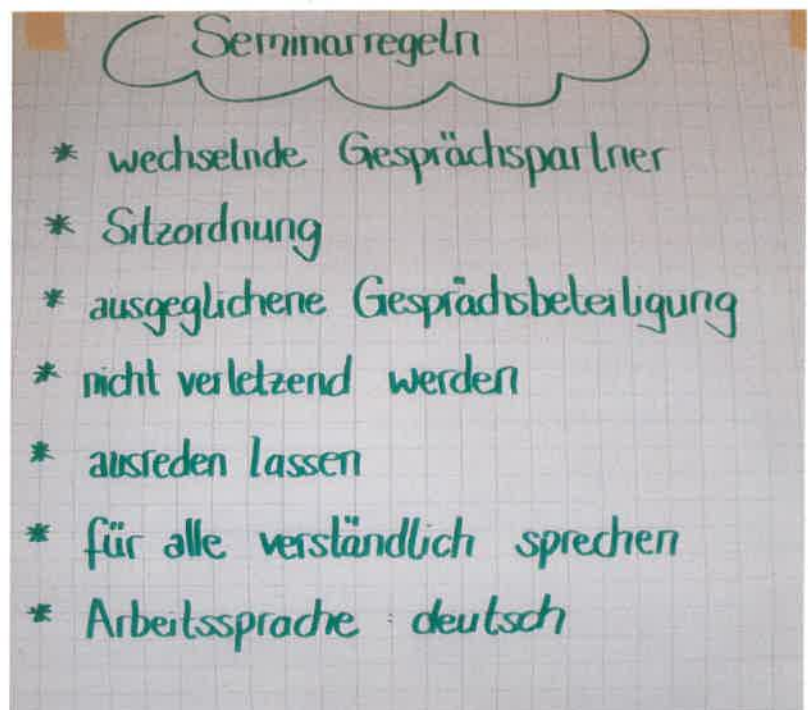 Seminarregeln
* wechselnde Gesprächspartner
* Sitzordnung
* ausgeglichene Gesprächsbeteiligung
* nicht verletzend werden
* ausreden lassen
* für alle verständlich sprechen
* Arbeitssprache : deutsch